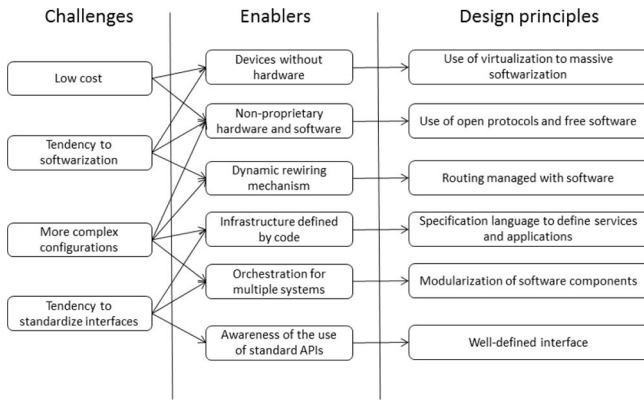 Challenges
Enablers
Design principles
Low cost
Tendency to
softwarization
More complex
configurations
Tendency to
standardize interfaces
Devices without
hardware
Non-proprietary
hardware and software
Dynamic rewiring
mechanism
Infrastructure defined
by code
Orchestration for
multiple systems
Awareness of the use
of standard APIs
Use of virtualization to massive
softwarization
Use of open protocols and free software
Routing managed with software
Specification language to define services
and applications
Modularization of software components
Well-defined interface